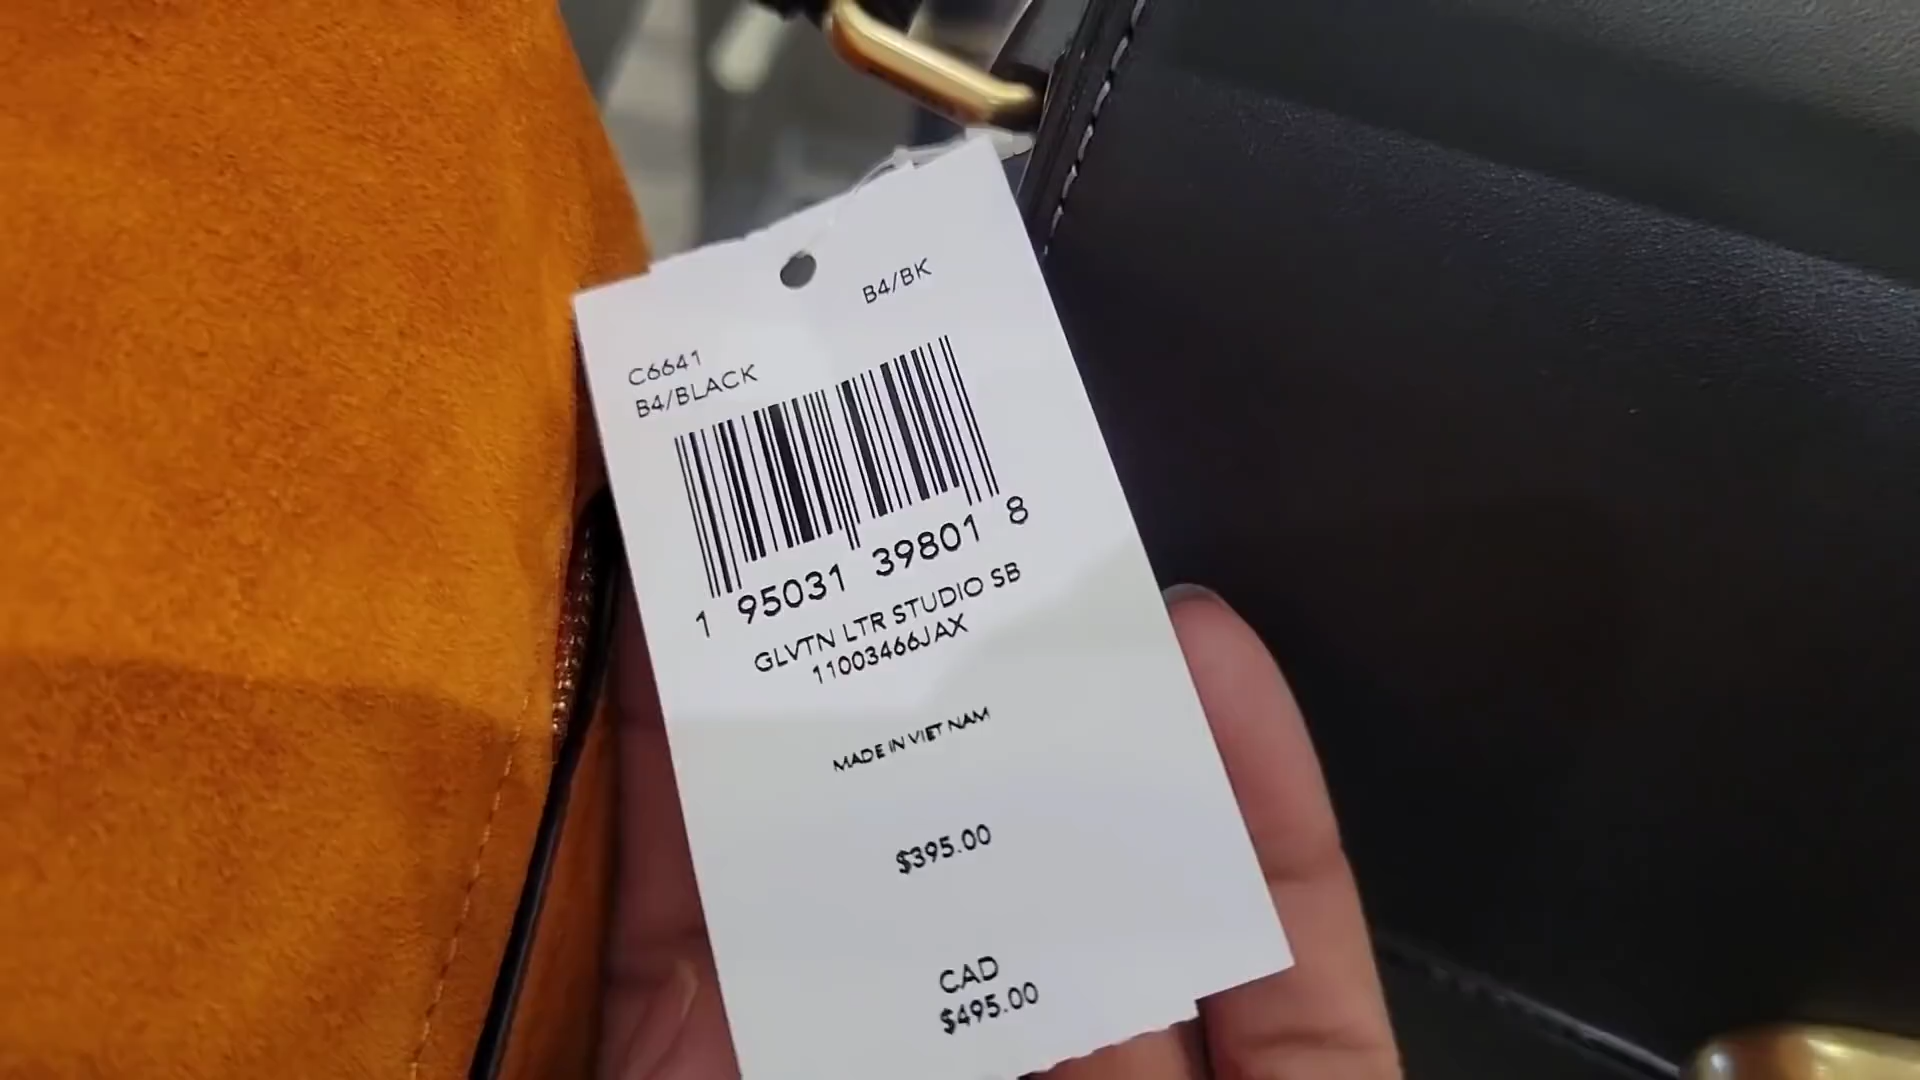 B4/BK
C6641
B4/BLACK
1 95031 39801 8
GLVTN LTR STUDIO SB
11003466JAX
MADE IN VIET NAM
$395.00
CAD
$495.00